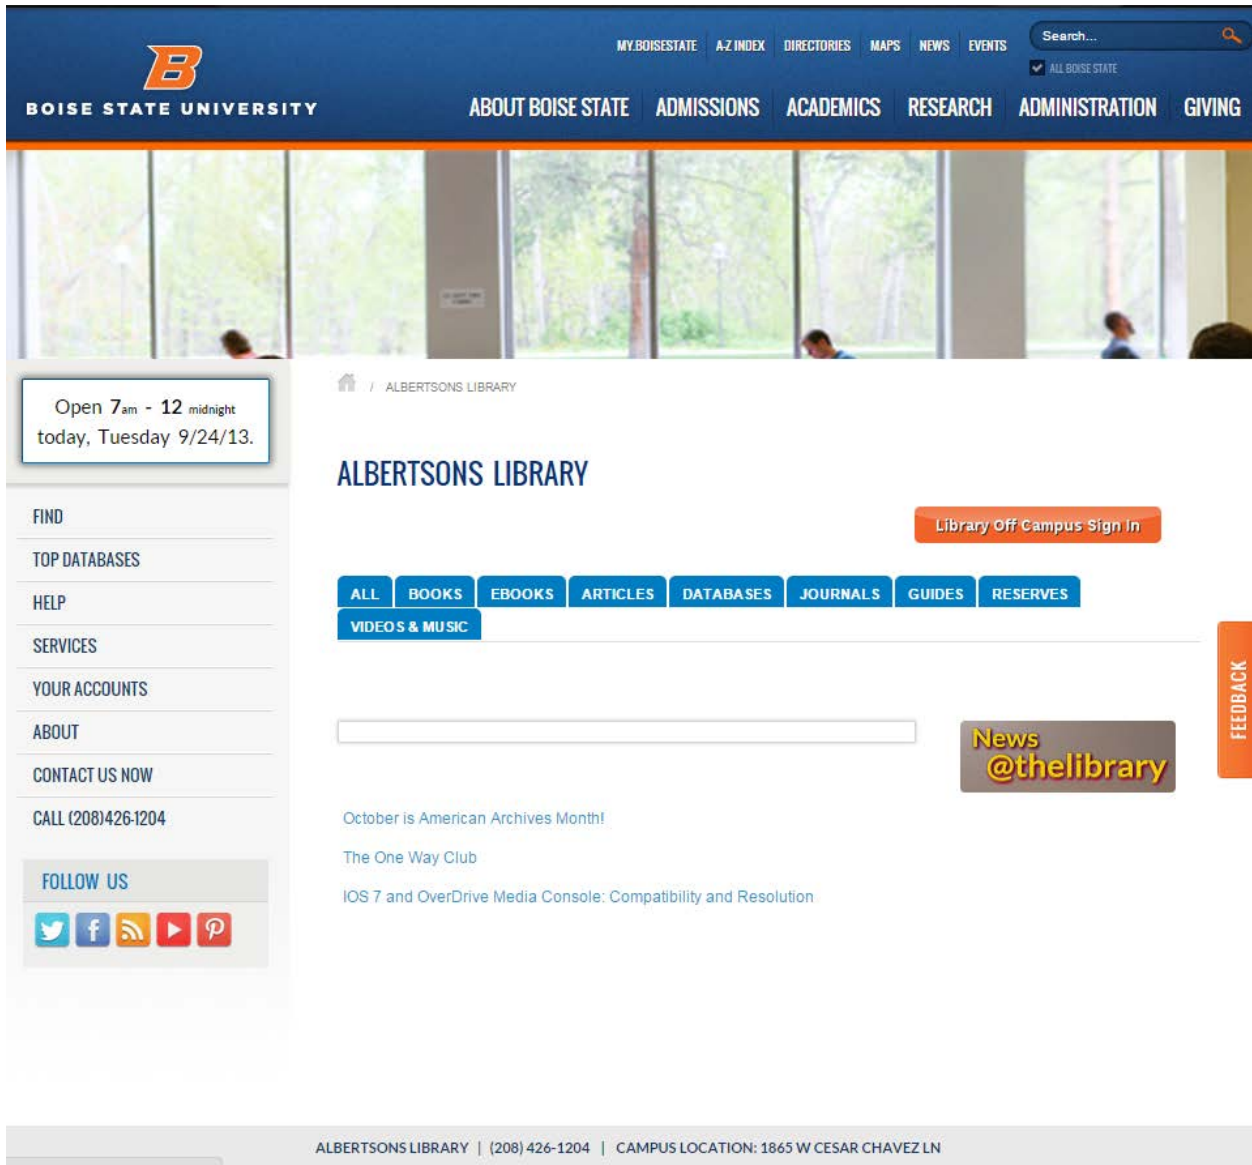 MY.BOISESTATE A-Z INDEX DIRECTORIES MAPS NEWS EVENTS
Search...
ALL BOISE STATE
B
BOISE STATE UNIVERSITY
ABOUT BOISE STATE ADMISSIONS ACADEMICS RESEARCH ADMINISTRATION GIVING
Open 7am - 12 midnight
today, Tuesday 9/24/13.
/ ALBERTSONS LIBRARY
ALBERTSONS LIBRARY
Library Off Campus Sign In
FIND
TOP DATABASES
HELP
SERVICES
YOUR ACCOUNTS
ABOUT
CONTACT US NOW
CALL (208)426-1204
FOLLOW US
ALL BOOKS EBOOKS ARTICLES DATABASES JOURNALS GUIDES RESERVES
VIDEOS & MUSIC
FEEDBACK
News
@thelibrary
October is American Archives Month!
The One Way Club
IOS 7 and OverDrive Media Console: Compatibility and Resolution
ALBERTSONS LIBRARY | (208) 426-1204 | CAMPUS LOCATION: 1865 W CESAR CHAVEZ LN